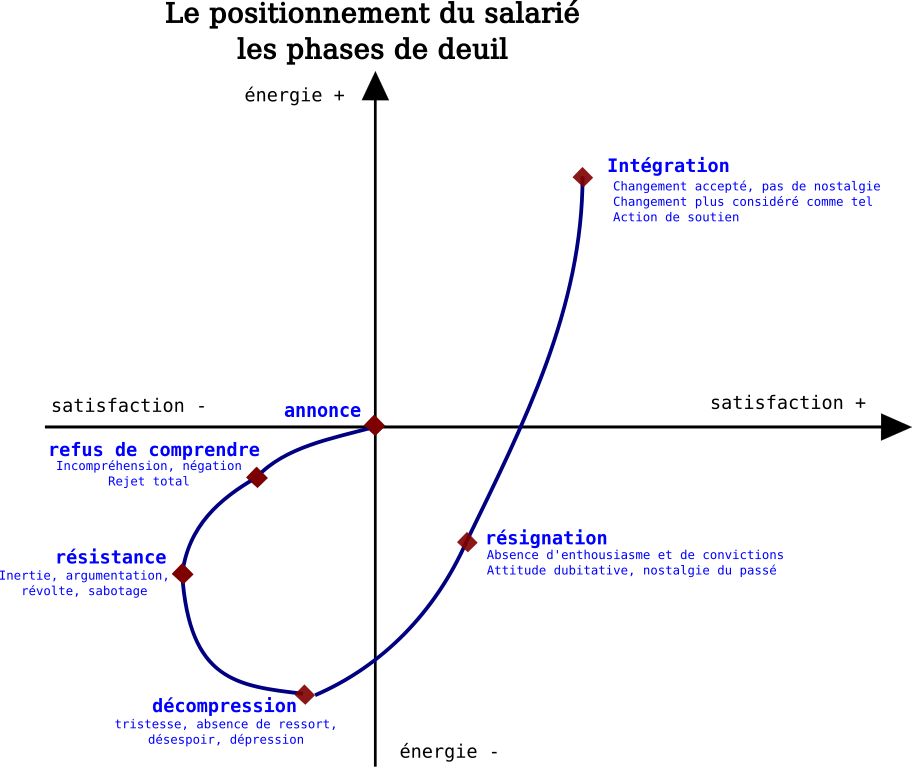 Le positionnement du salarié
les phases de deuil
énergie +
Intégration
Changement accepté, pas de nostalgie
Changement plus considéré comme tel
Action de soutien
satisfaction -
annonce
satisfaction +
refus de comprendre
Incompréhension, négation
Rejet total
résistance
Inertie, argumentation,
révolte, sabotage
résignation
Absence d'enthousiasme et de convictions
Attitude dubitative, nostalgie du passé
décompression
tristesse, absence de ressort,
désespoir, dépression
énergie -